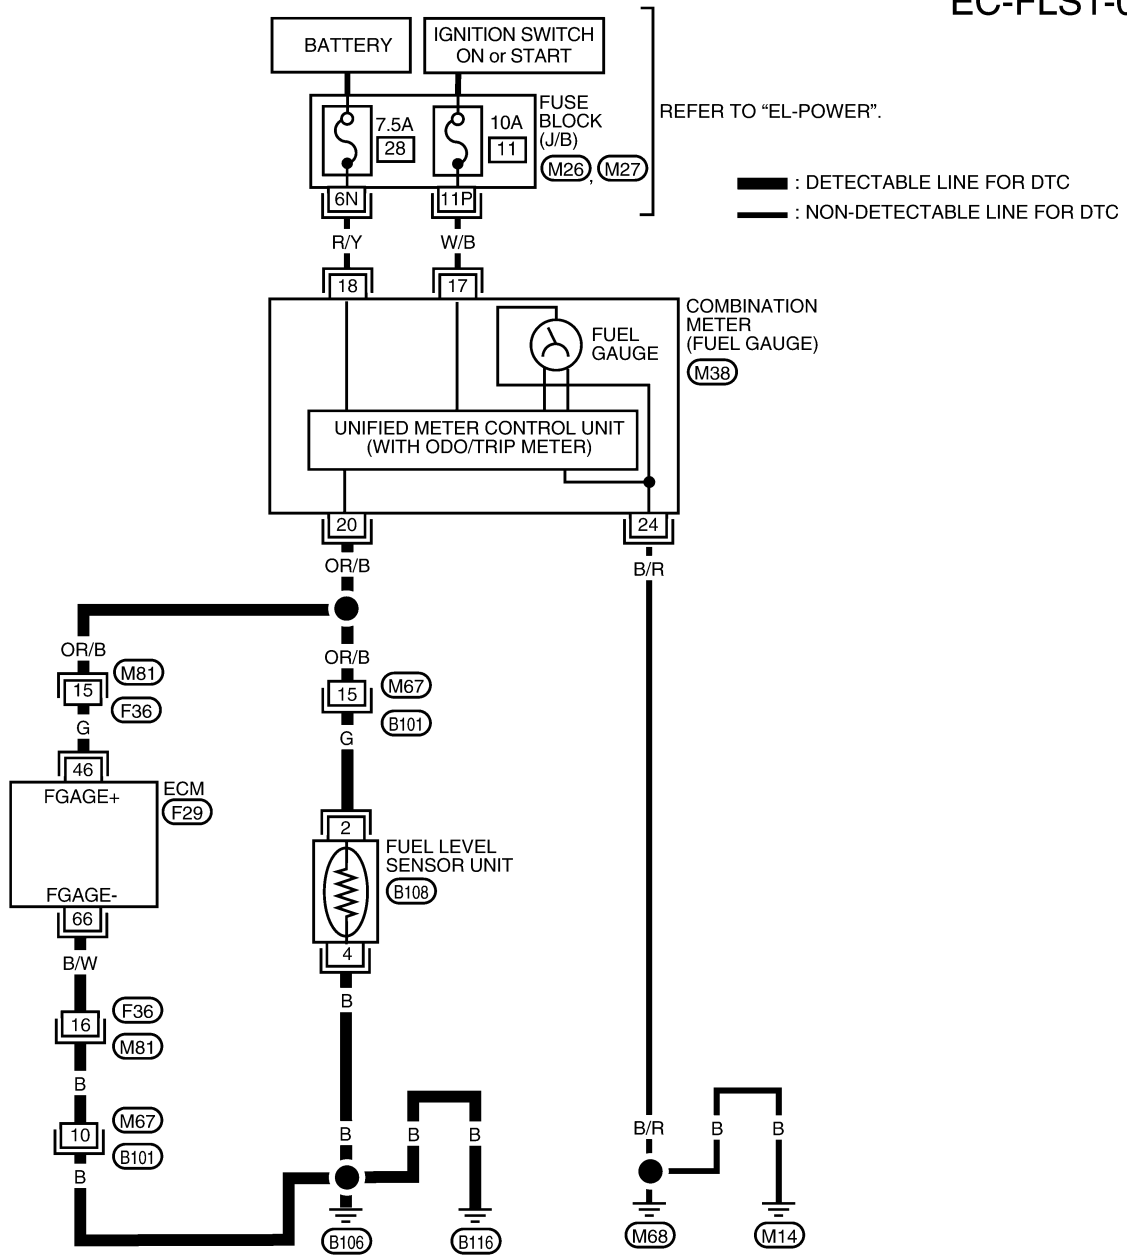 EC-FLS1-0
BATTERY
IGNITION SWITCH
ON or START
FUSE
BLOCK
(J/B)
M26, M27
7.5A
28
10A
11
REFER TO “EL-POWER”.
: DETECTABLE LINE FOR DTC
: NON-DETECTABLE LINE FOR DTC
6N
11P
R/Y
W/B
18
17
COMBINATION
METER
(FUEL GAUGE)
M38
FUEL
GAUGE
UNIFIED METER CONTROL UNIT
(WITH ODO/TRIP METER)
20
24
OR/B
B/R
OR/B
OR/B
15
M81
F36
15
M67
B101
G
G
46
FGAGE+
ECM
F29
FGAGE-
66
2
FUEL LEVEL
SENSOR UNIT
B108
4
B/W
B
16
F36
M81
B
10
M67
B101
B
B
B
B
B/R
B
B
B106
B116
M68
M14